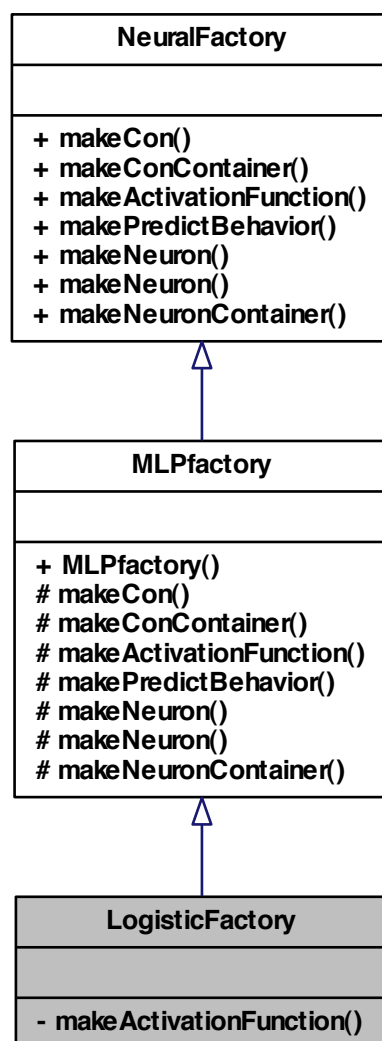 NeuralFactory
+ makeCon()
+ makeConContainer()
+ makeActivationFunction()
+ makePredictBehavior()
+ makeNeuron()
+ makeNeuron()
+ makeNeuronContainer()
MLPfactory
+ MLPfactory()
# makeCon()
# makeConContainer()
# makeActivationFunction()
# makePredictBehavior()
# makeNeuron()
# makeNeuron()
# makeNeuronContainer()
LogisticFactory
- makeActivationFunction()